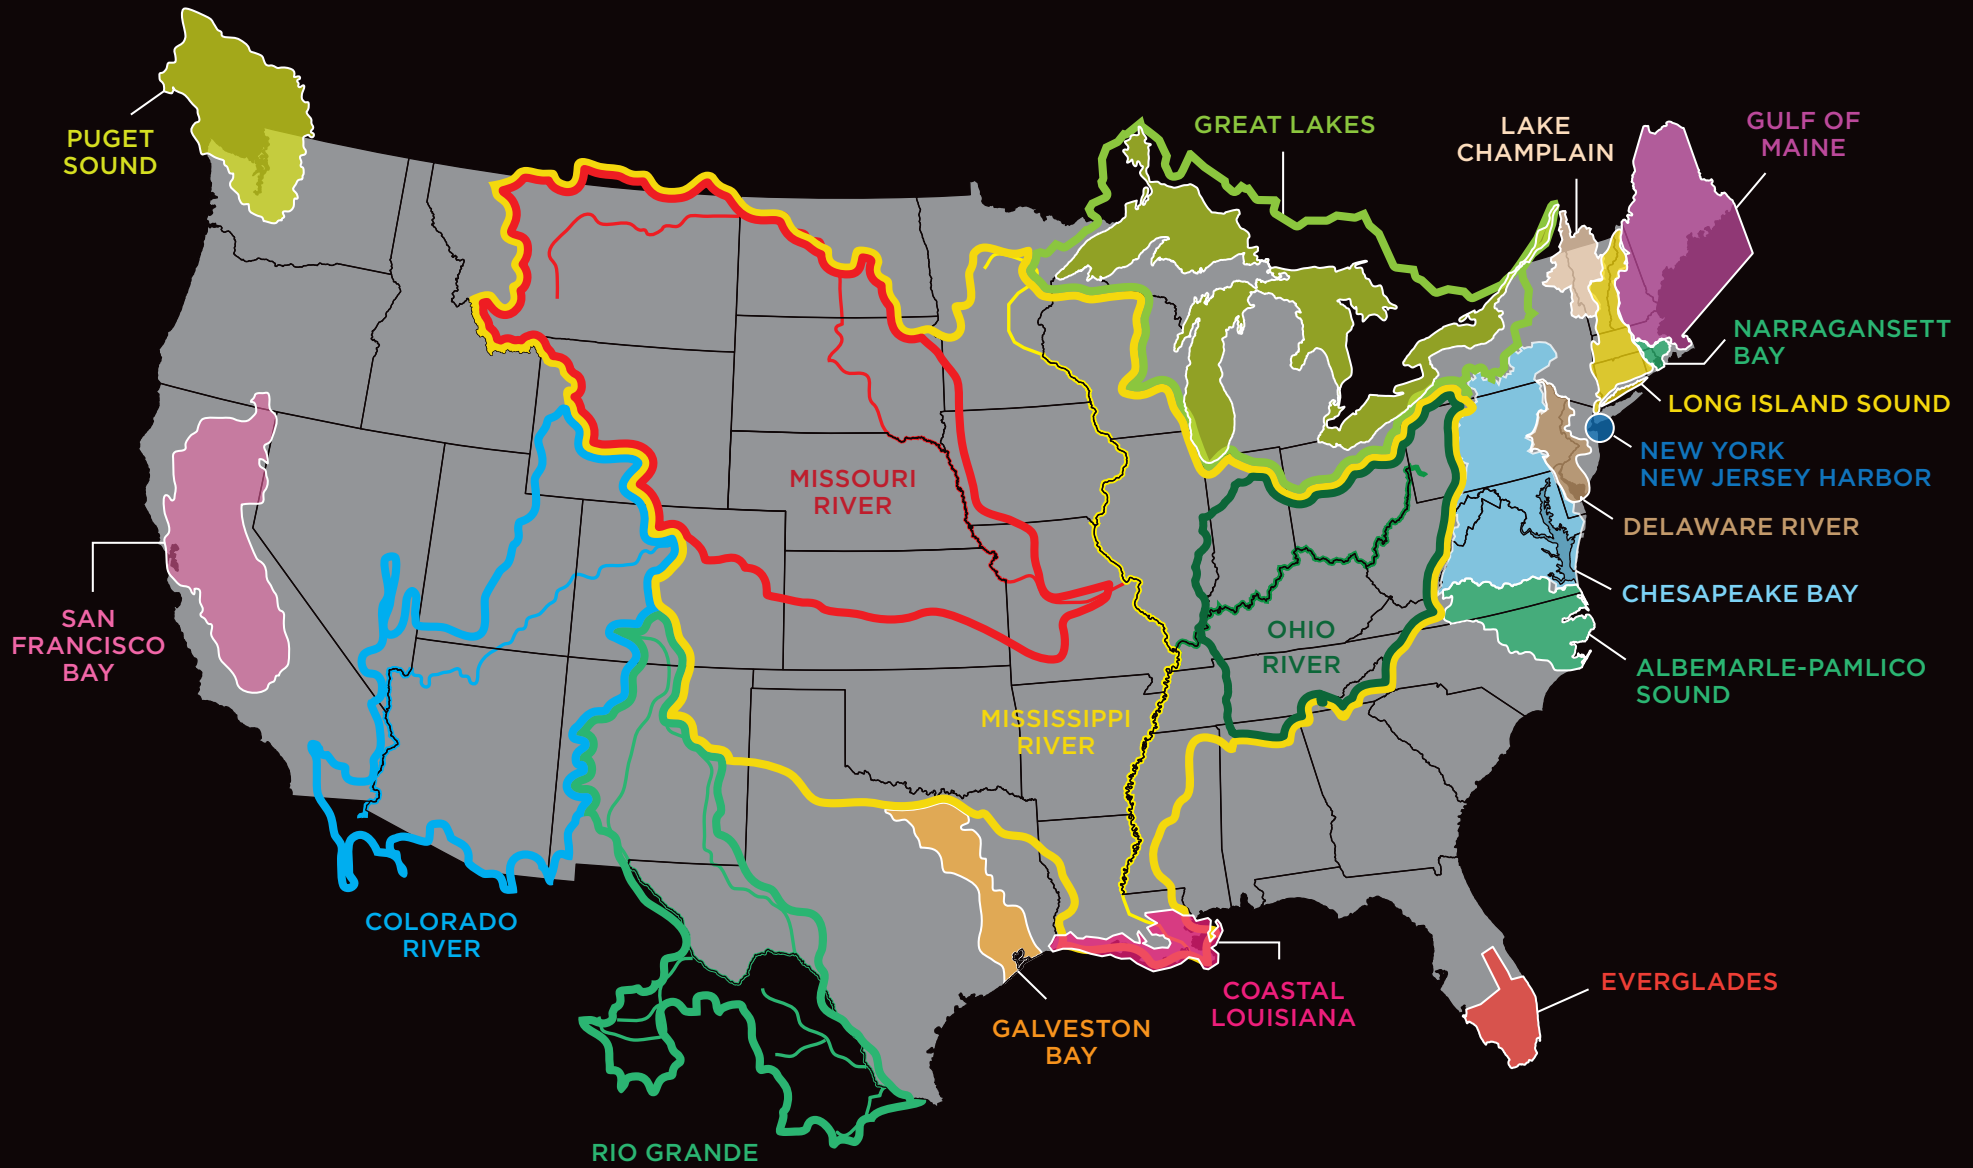 PUGET
SOUND
GREAT LAKES
LAKE
CHAMPLAIN
GULF OF
MAINE
NARRAGANSETT
BAY
LONG ISLAND SOUND
NEW YORK
NEW JERSEY HARBOR
MISSOURI
RIVER
DELAWARE RIVER
CHESAPEAKE BAY
SAN
FRANCISCO
BAY
OHIO
RIVER
ALBEMARLE-PAMLICO
SOUND
MISSISSIPPI
RIVER
COLORADO
RIVER
EVERGLADES
COASTAL
LOUISIANA
GALVESTON
BAY
RIO GRANDE